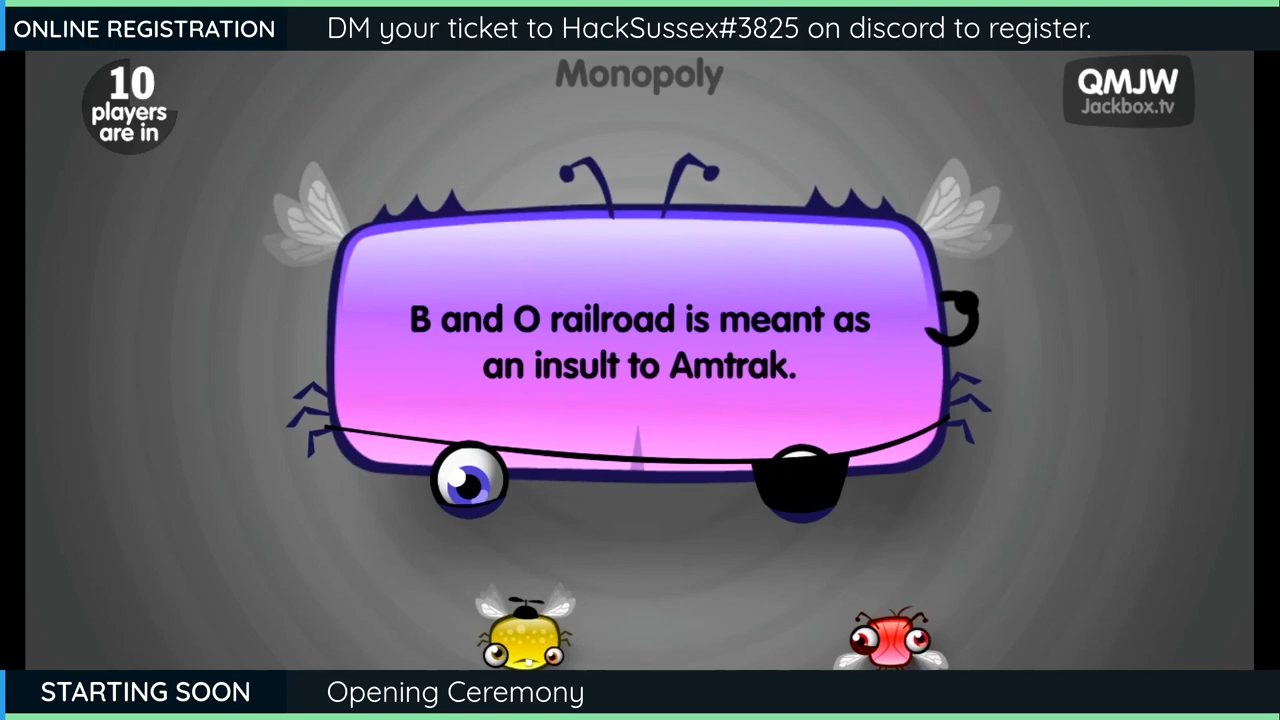 ONLINE REGISTRATION
DM your ticket to HackSussex#3825 on discord to register.
10
players
are in
Monopoly
QMJW
Jackbox.tv
B and O railroad is meant as
an insult to Amtrak.
STARTING SOON
Opening Ceremony